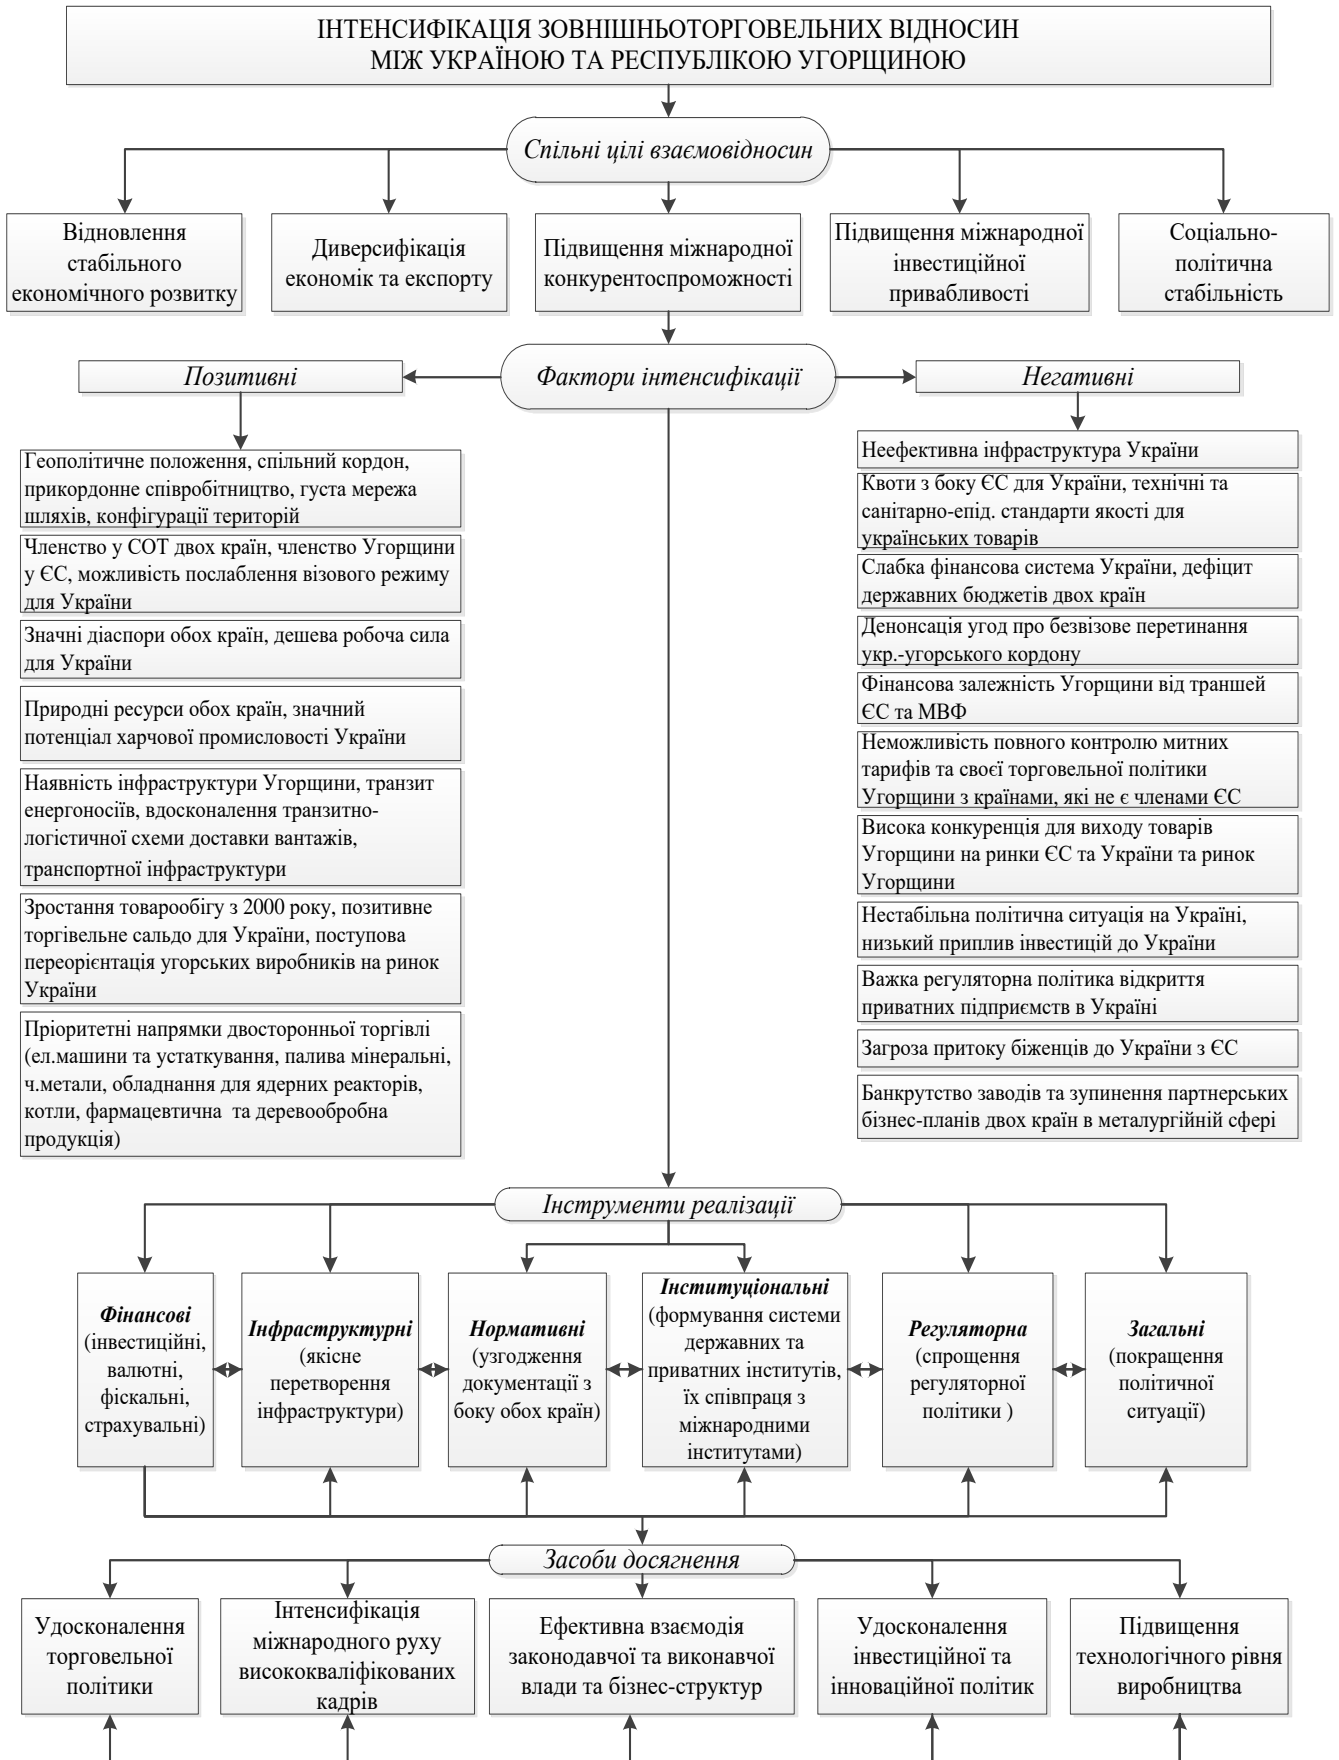 ІНТЕНСИФІКАЦІЯ ЗОВНІШНЬОТОРГОВЕЛЬНИХ ВІДНОСИН
МІЖ УКРАЇНОЮ ТА РЕСПУБЛІКОЮ УГОРЩИНОЮ
Спільні цілі взаємовідносин
Відновлення
стабільного
економічного розвитку
Диверсифікація
економік та експорту
Підвищення міжнародної
конкурентоспроможності
Підвищення міжнародної
інвестиційної
привабливості
Соціально-
політична
стабільність
Фактори інтенсифікації
Позитивні
Негативні
Геополітичне положення, спільний кордон,
прикордонне співробітництво, густа мережа
шляхів, конфігурації територій
Членство у СОТ двох країн, членство Угорщини
у ЄС, можливість послаблення візового режиму
для України
Значні діаспори обох країн, дешева робоча сила
для України
Природні ресурси обох країн, значний
потенціал харчової промисловості України
Наявність інфраструктури Угорщини, транзит
енергоносіїв, вдосконалення транзитно-
логістичної схеми доставки вантажів,
транспортної інфраструктури
Зростання товарообігу з 2000 року, позитивне
торгівельне сальдо для України, поступова
переорієнтація угорських виробників на ринок
України
Пріоритетні напрямки двосторонньої торгівлі
(ел.машини та устаткування, палива мінеральні,
ч.метали, обладнання для ядерних реакторів,
котли, фармацевтична та деревообробна
продукція)
Неефективна інфраструктура України
Квоти з боку ЄС для України, технічні та
санітарно-епід. стандарти якості для
українських товарів
Слабка фінансова система України, дефіцит
державних бюджетів двох країн
Денонсація угод про безвізове перетинання
укр.-угорського кордону
Фінансова залежність Угорщини від траншей
ЄС та МВФ
Неможливість повного контролю митних
тарифів та своєї торговельної політики
Угорщини з країнами, які не є членами ЄС
Висока конкуренція для виходу товарів
Угорщини на ринки ЄС та України та ринок
Угорщини
Нестабільна політична ситуація на Україні,
низький приплив інвестицій до України
Важка регуляторна політика відкриття
приватних підприємств в Україні
Загроза притоку біженців до України з ЄС
Банкрутство заводів та зупинення партнерських
бізнес-планів двох країн в металургійній сфері
Інструменти реалізації
Фінансові
(інвестиційні,
валютні,
фіскальні,
страхувальні)
Інфраструктурні
(якісне
перетворення
інфраструктури)
Нормативні
(узгодження
документації з
боку обох країн)
Інституціональні
(формування системи
державних та
приватних інститутів,
їх співпраця з
міжнародними
інститутами)
Регуляторна
(спрощення
регуляторної
політики )
Загальні
(покращення
політичної
ситуації)
Засоби досягнення
Удосконалення
торговельної
політики
Інтенсифікація
міжнародного руху
висококваліфікованих
кадрів
Ефективна взаємодія
законодавчої та виконавчої
влади та бізнес-структур
Удосконалення
інвестиційної та
інноваційної політик
Підвищення
технологічного рівня
виробництва